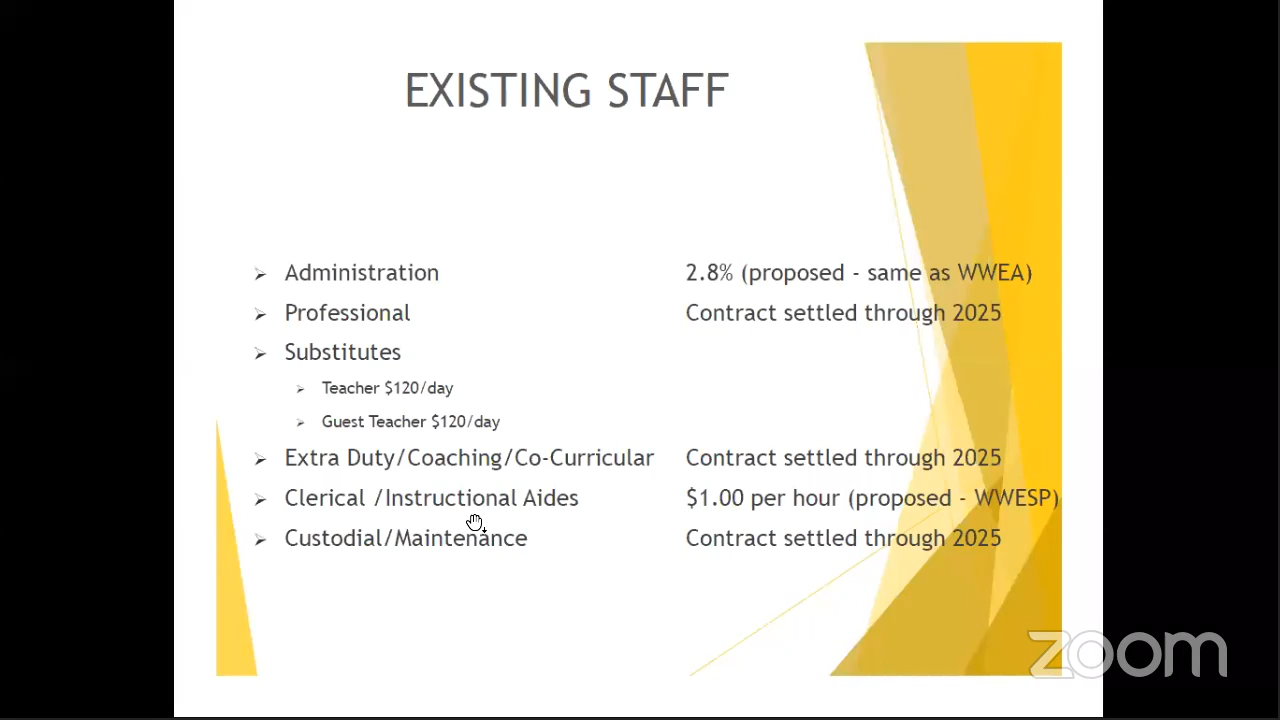 EXISTING STAFF
Administration 2.8% (proposed - same as WWEA)
Professional Contract settled through 2025
Substitutes
Teacher $120/day
Guest Teacher $120/day
Extra Duty/Coaching/Co-Curricular Contract settled through 2025
Clerical /Instructional Aides $1.00 per hour (proposed - WWESP)
Custodial/Maintenance Contract settled through 2025
zoom